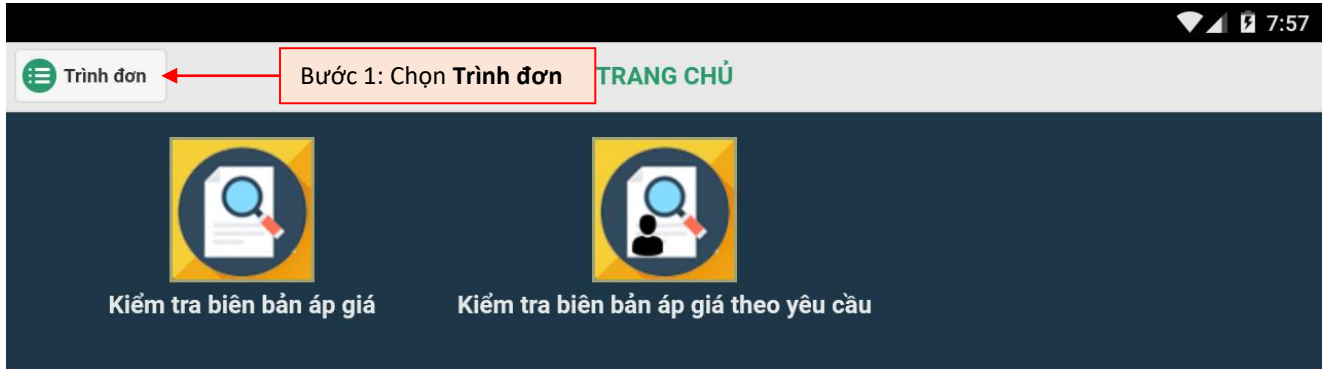 7:57
Trình đơn
Bước 1: Chọn Trình đơn
TRANG CHỦ
Kiểm tra biên bản áp giá
Kiểm tra biên bản áp giá theo yêu cầu